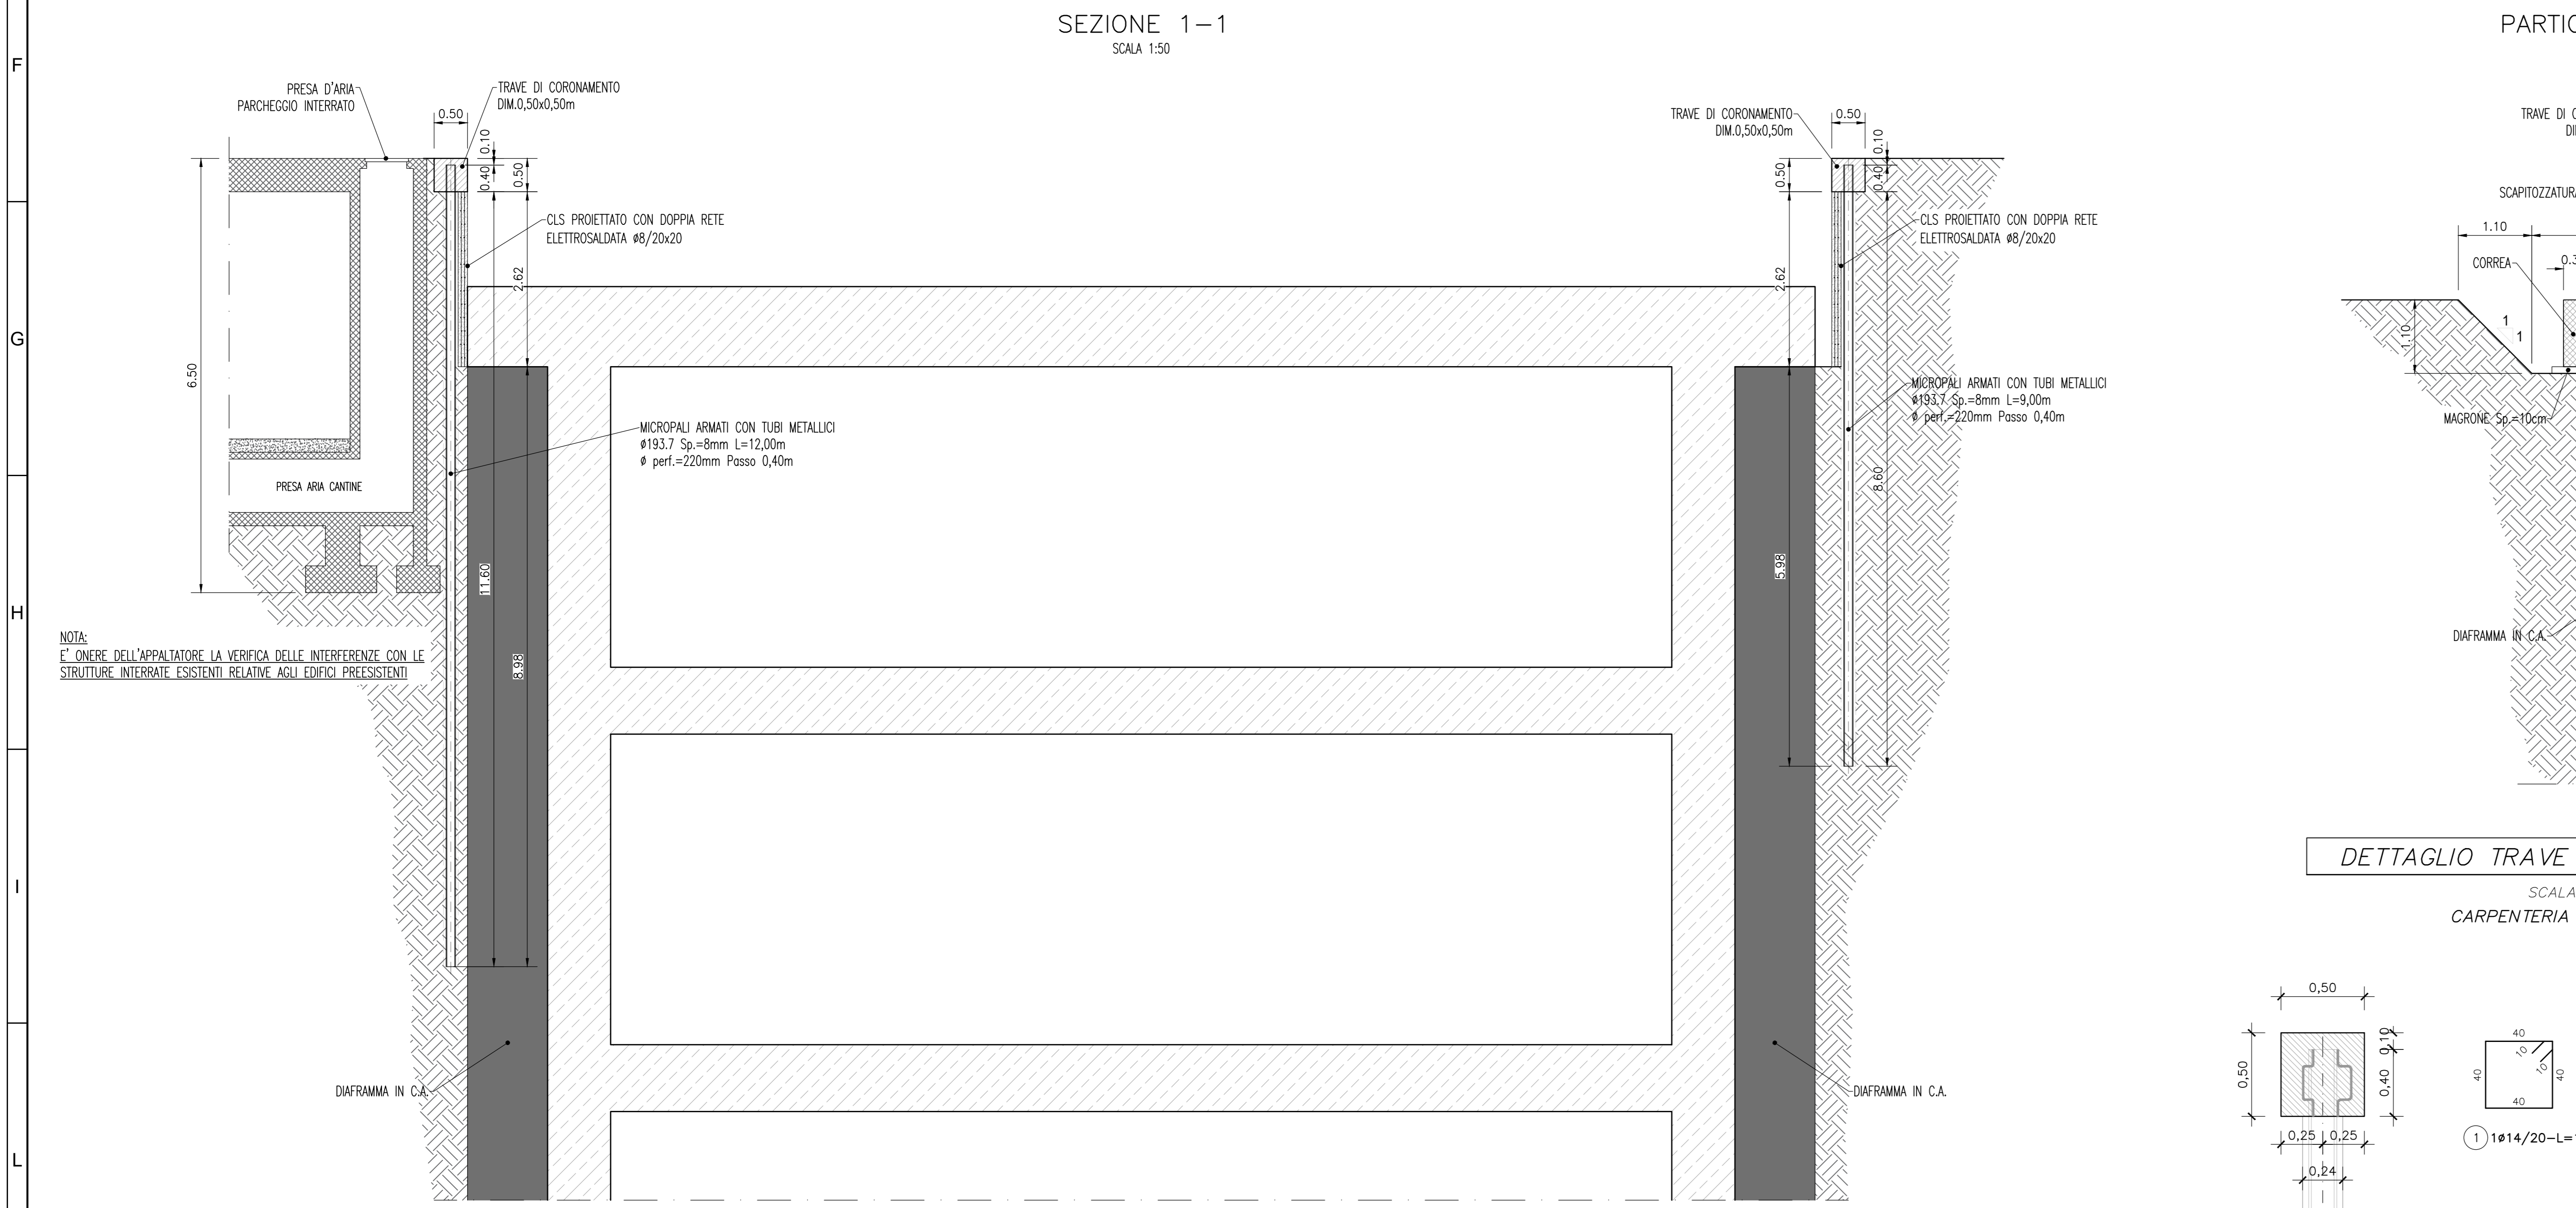 SEZIONE 1-1
SCALA 1:50
F
G
H
I
L
PRESA D'ARIA
PARCHEGGIO INTERRATO
TRAVE DI CORONAMENTO
DIM.0,50x0,50m
0.50
0.10
0.40
0.50
CLS PROIETTATO CON DOPPIA RETE
ELETTROSALDATA ø8/20x20
2.62
6.50
MICROPALI ARMATI CON TUBI METALLICI
ø193.7 Sp.=8mm L=12,00m
ø perf.=220mm Passo 0,40m
PRESA ARIA CANTINE
11.60
8.98
NOTA:
E' ONERE DELL'APPALTATORE LA VERIFICA DELLE INTERFERENZE CON LE
STRUTTURE INTERRATE ESISTENTI RELATIVE AGLI EDIFICI PREESISTENTI
DIAFRAMMA IN C.A.
TRAVE DI CORONAMENTO
DIM.0,50x0,50m
0.50
0.10
0.50
0.40
CLS PROIETTATO CON DOPPIA RETE
ELETTROSALDATA ø8/20x20
2.62
MICROPALI ARMATI CON TUBI METALLICI
ø193.7 Sp.=8mm L=9,00m
ø perf.=220mm Passo 0,40m
8.60
5.98
DIAFRAMMA IN C.A.
TRAVE DI
1.10
CORREA
1
1
1.10
MAGRONE Sp.=10cm
DIAFRAMMA IN C.A.
DETTAGLIO TRAVE
SCALA
CARPENTERIA
0,50
0,50
0,10
0,40
0,25 0,25
0,24
40
10
10
40
40
40
1 1ø14/20-L=